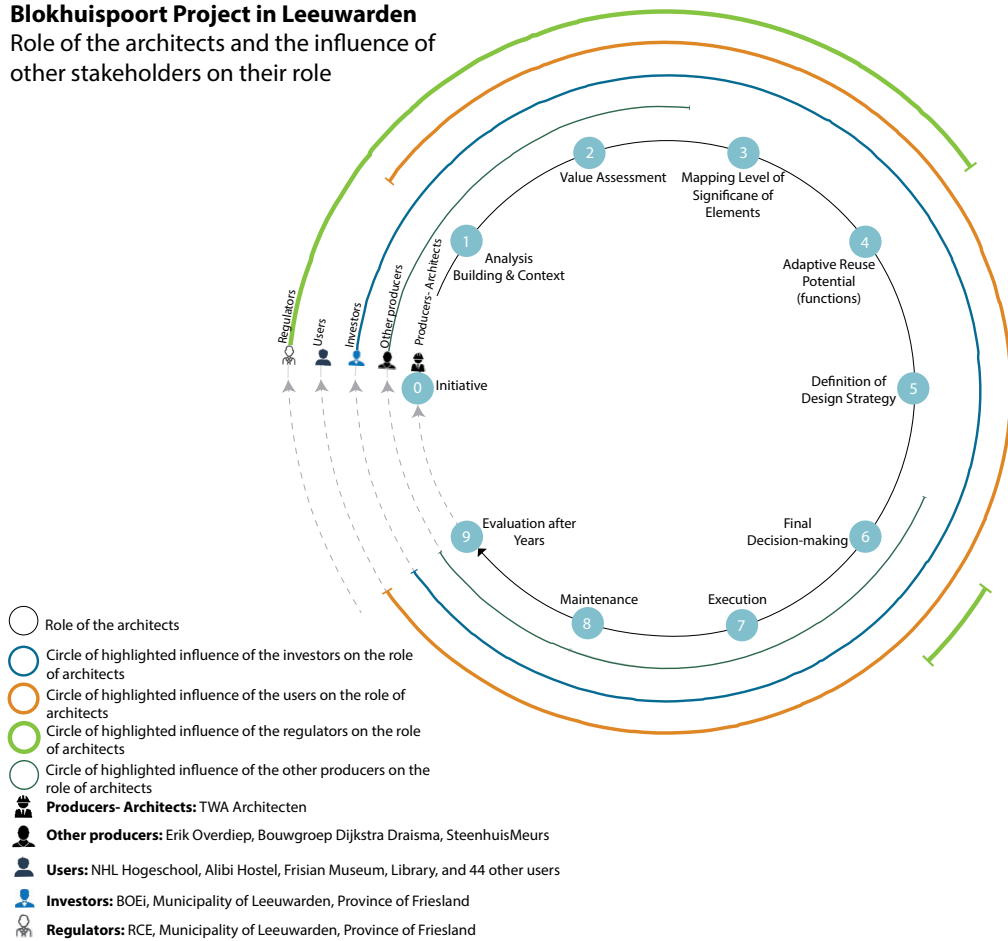 Blokhuispoort Project in Leeuwarden
Role of the architects and the influence of
other stakeholders on their role
2
Value Assessment
3
Mapping Level of
Significane of
Elements
1
Analysis
Building & Context
4
Adaptive Reuse
Potential
(functions)
Regulators
Users
Investors
Other producers
Producers- Architects
0
Initiative
5
Definition of
Design Strategy
9
Evaluation after
Years
6
Final
Decision-making
8
Maintenance
7
Execution
Role of the architects
Circle of highlighted influence of the investors on the role
of architects
Circle of highlighted influence of the users on the role of
architects
Circle of highlighted influence of the regulators on the role
of architects
Circle of highlighted influence of the other producers on the
role of architects
Producers- Architects: TWA Architecten
Other producers: Erik Overdiep, Bouwgroep Dijkstra Draisma, SteenhuisMeurs
Users: NHL Hogeschool, Alibi Hostel, Frisian Museum, Library, and 44 other users
Investors: BOEi, Municipality of Leeuwarden, Province of Friesland
Regulators: RCE, Municipality of Leeuwarden, Province of Friesland